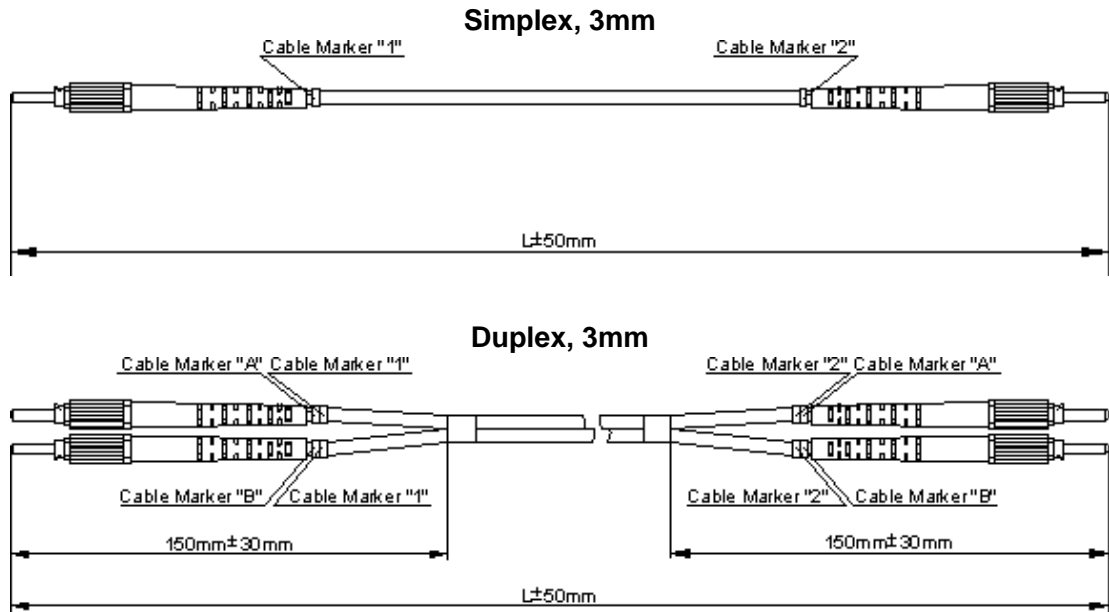 Simplex, 3mm
Cable Marker "1" Cable Marker "2"
L±50mm
Duplex, 3mm
Cable Marker "A" Cable Marker "1" Cable Marker "2" Cable Marker "A"
Cable Marker "B" Cable Marker "1" Cable Marker "2" Cable Marker "B"
150mm±30mm 150mm±30mm
L±50mm